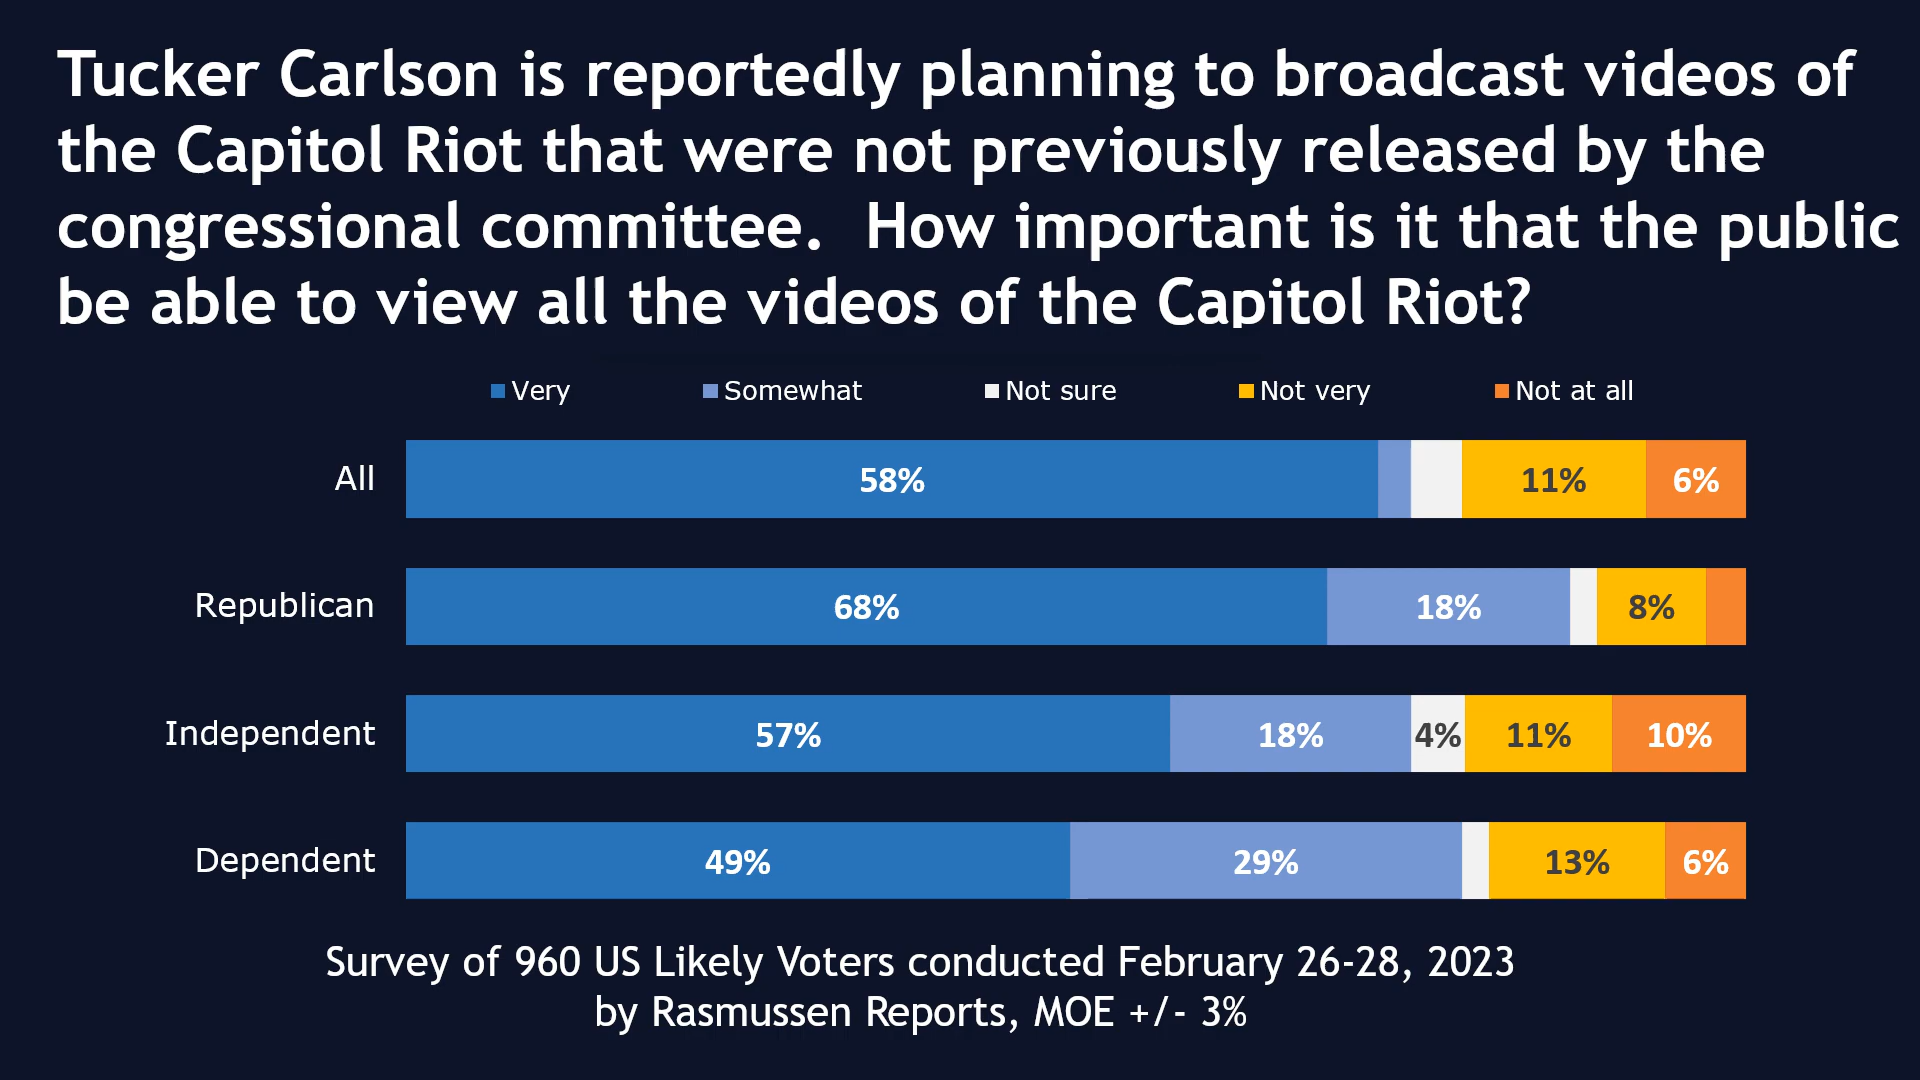 Tucker Carlson is reportedly planning to broadcast videos of
the Capitol Riot that were not previously released by the
congressional committee.  How important is it that the public
be able to view all the videos of the Capitol Riot?
Very Somewhat Not sure Not very Not at all
All 58% 11% 6%
Republican 68% 18% 8%
Independent 57% 18% 4% 11% 10%
Dependent 49% 29% 13% 6%
Survey of 960 US Likely Voters conducted February 26-28, 2023
by Rasmussen Reports, MOE +/- 3%